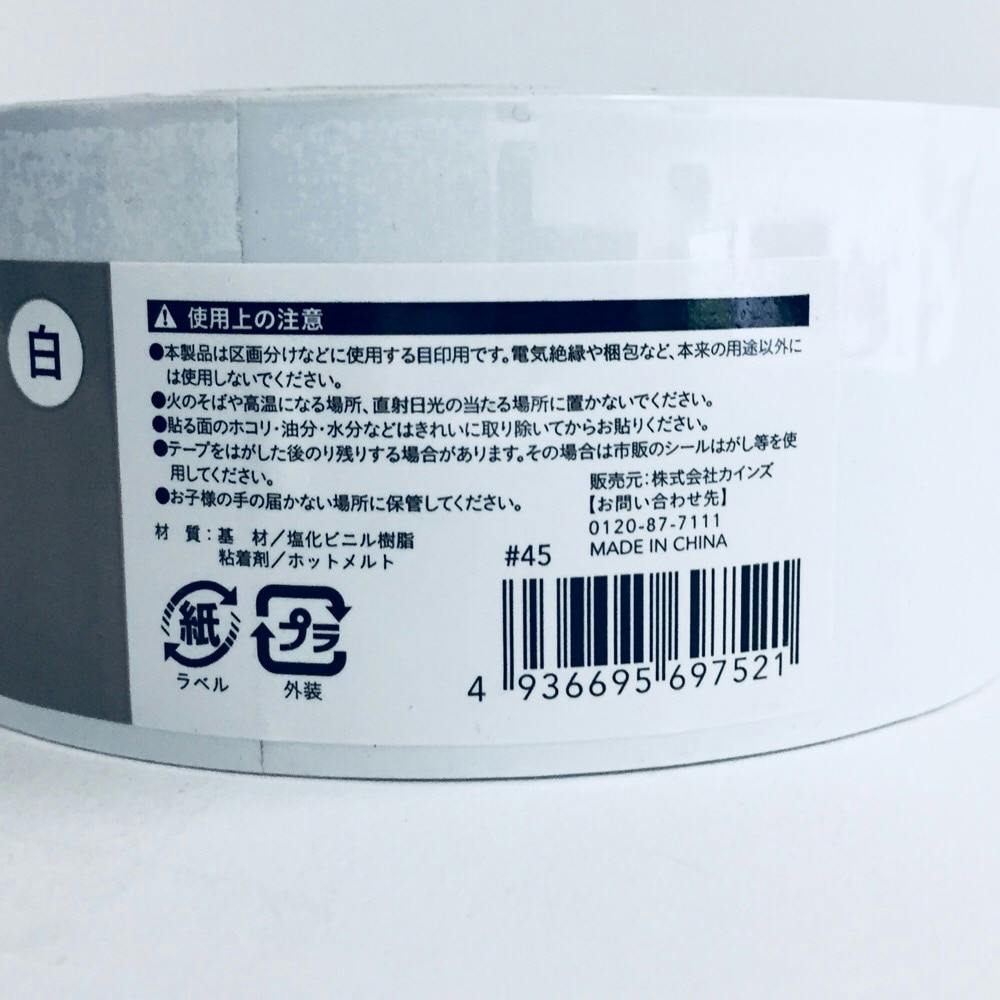 白
使用上の注意
●本製品は区画分けなどに使用する目印用です。電気絶縁や梱包など、本来の用途以外に
は使用しないでください。
●火のそばや高温になる場所、直射日光の当たる場所に置かないでください。
●貼る面のホコリ・油分・水分などはきれいに取り除いてからお貼りください。
●テープをはがした後のり残りする場合があります。その場合は市販のシールはがし等を使
用してください。
●お子様の手の届かない場所に保管してください。
販売元:株式会社カインズ
【お問い合わせ先】
0120-87-7111
MADE IN CHINA
材 質:基 材/塩化ビニル樹脂
粘着剤/ホットメルト
#45
紙
ラベル
プラ
外装
4 936695 697521